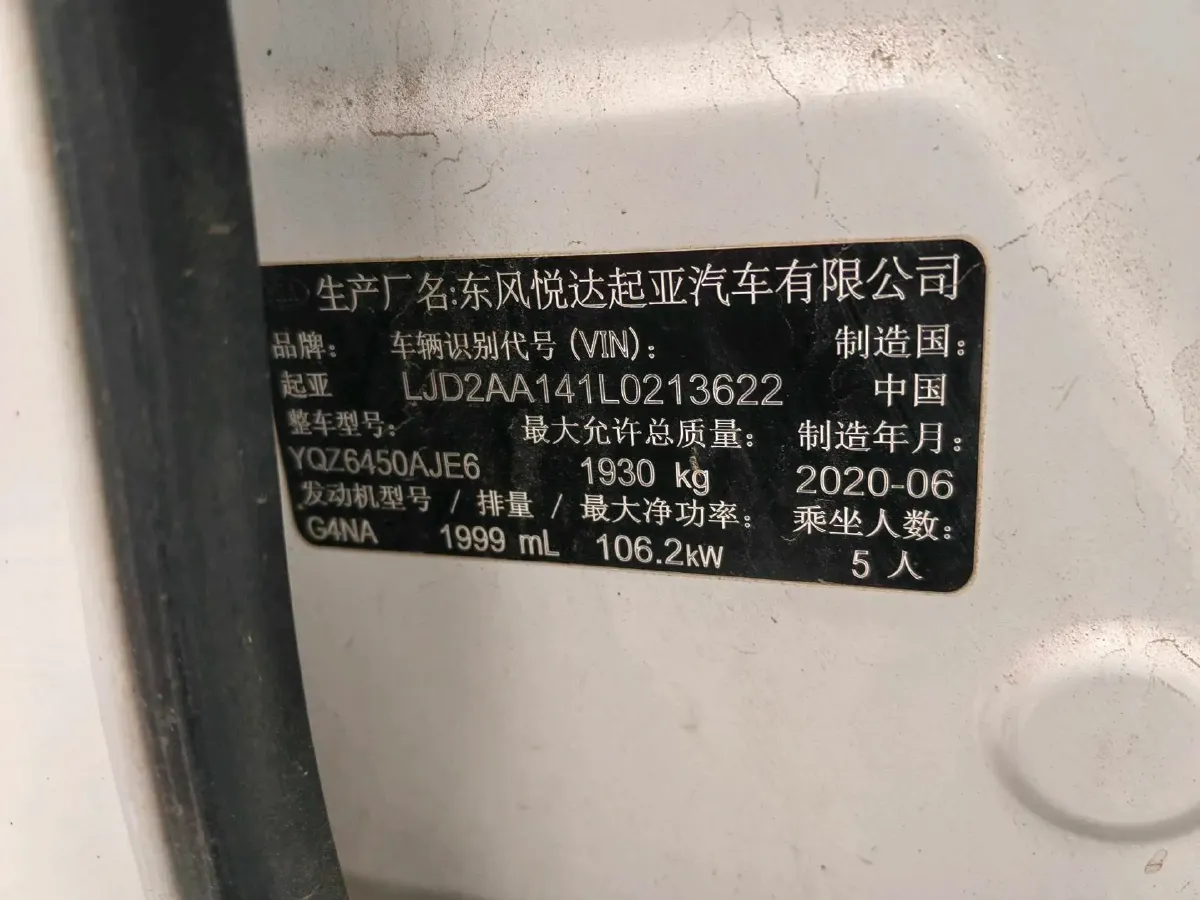 生产厂名:东风悦达起亚汽车有限公司
品牌: 车辆识别代号(VIN): 制造国:
起亚 LJD2AA141L0213622 中国
整车型号: 最大允许总质量: 制造年月:
YQZ6450AJE6 1930 kg 2020-06
发动机型号 / 排量 / 最大净功率: 乘坐人数:
G4NA 1999 mL 106.2kW 5 人